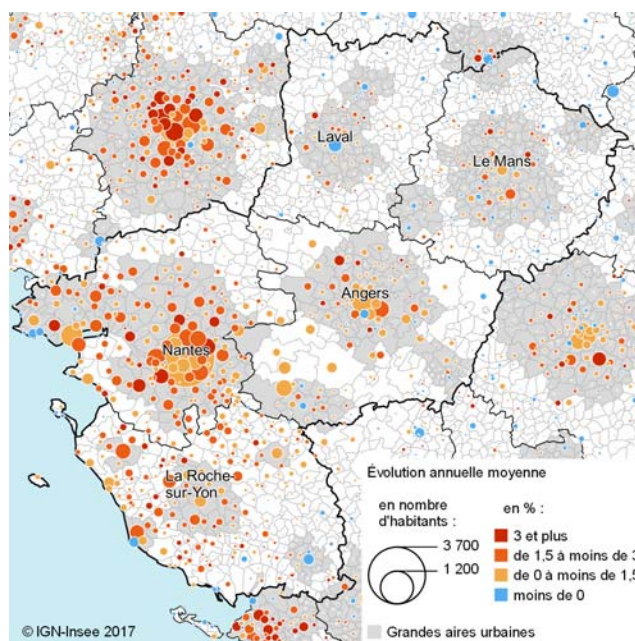 Laval
Le Mans
Angers
Nantes
La Roche-
sur-Yon
Évolution annuelle moyenne
en nombre
d'habitants :
en % :
3 700
1 200
3 et plus
de 1,5 à moins de 3
de 0 à moins de 1,5
moins de 0
Grandes aires urbaines
© IGN-Insee 2017